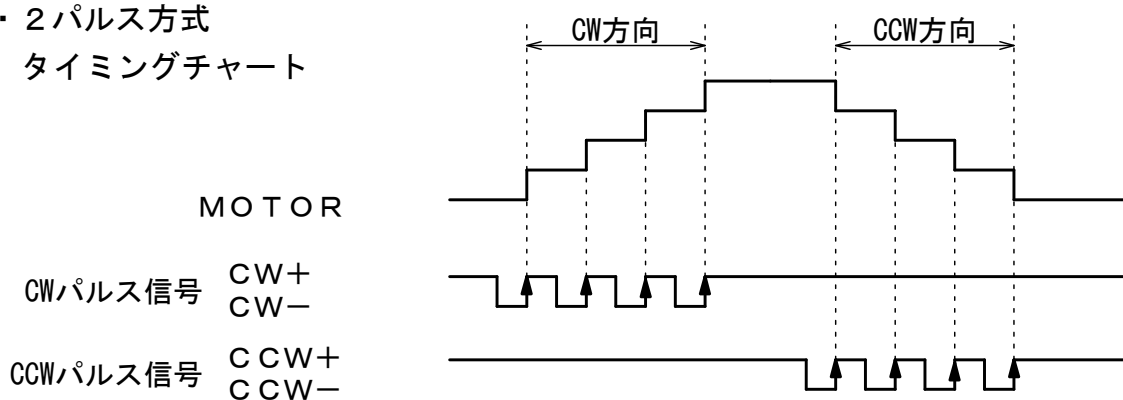 ・２パルス方式
タイミングチャート
CW方向
CCW方向
ＭＯＴＯＲ
CWパルス信号
ＣＷ＋
ＣＷ－
CCWパルス信号
ＣＣＷ＋
ＣＣＷ－